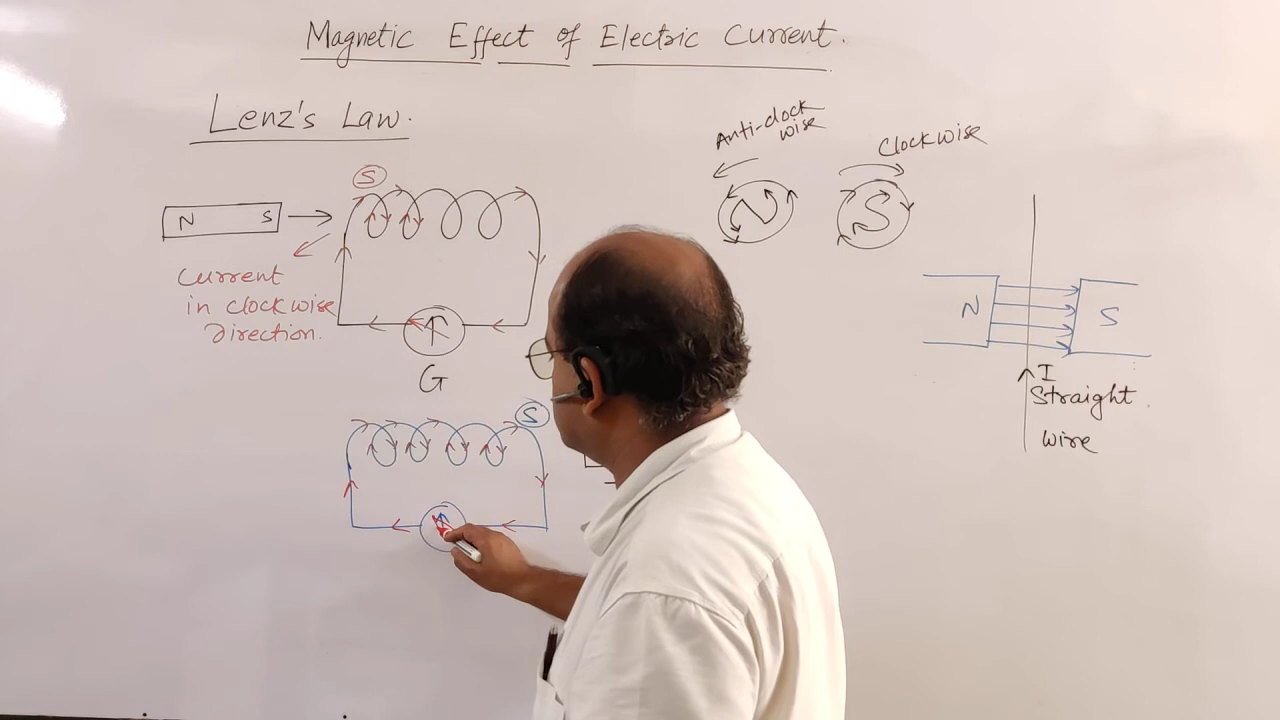 Magnetic Effect of Electric Current.
Lenz's Law.
S
N S
Current
in clockwise
Direction.
G
S
Anti-clock
wise
Clockwise
N
S
N
S
I
Straight
wire